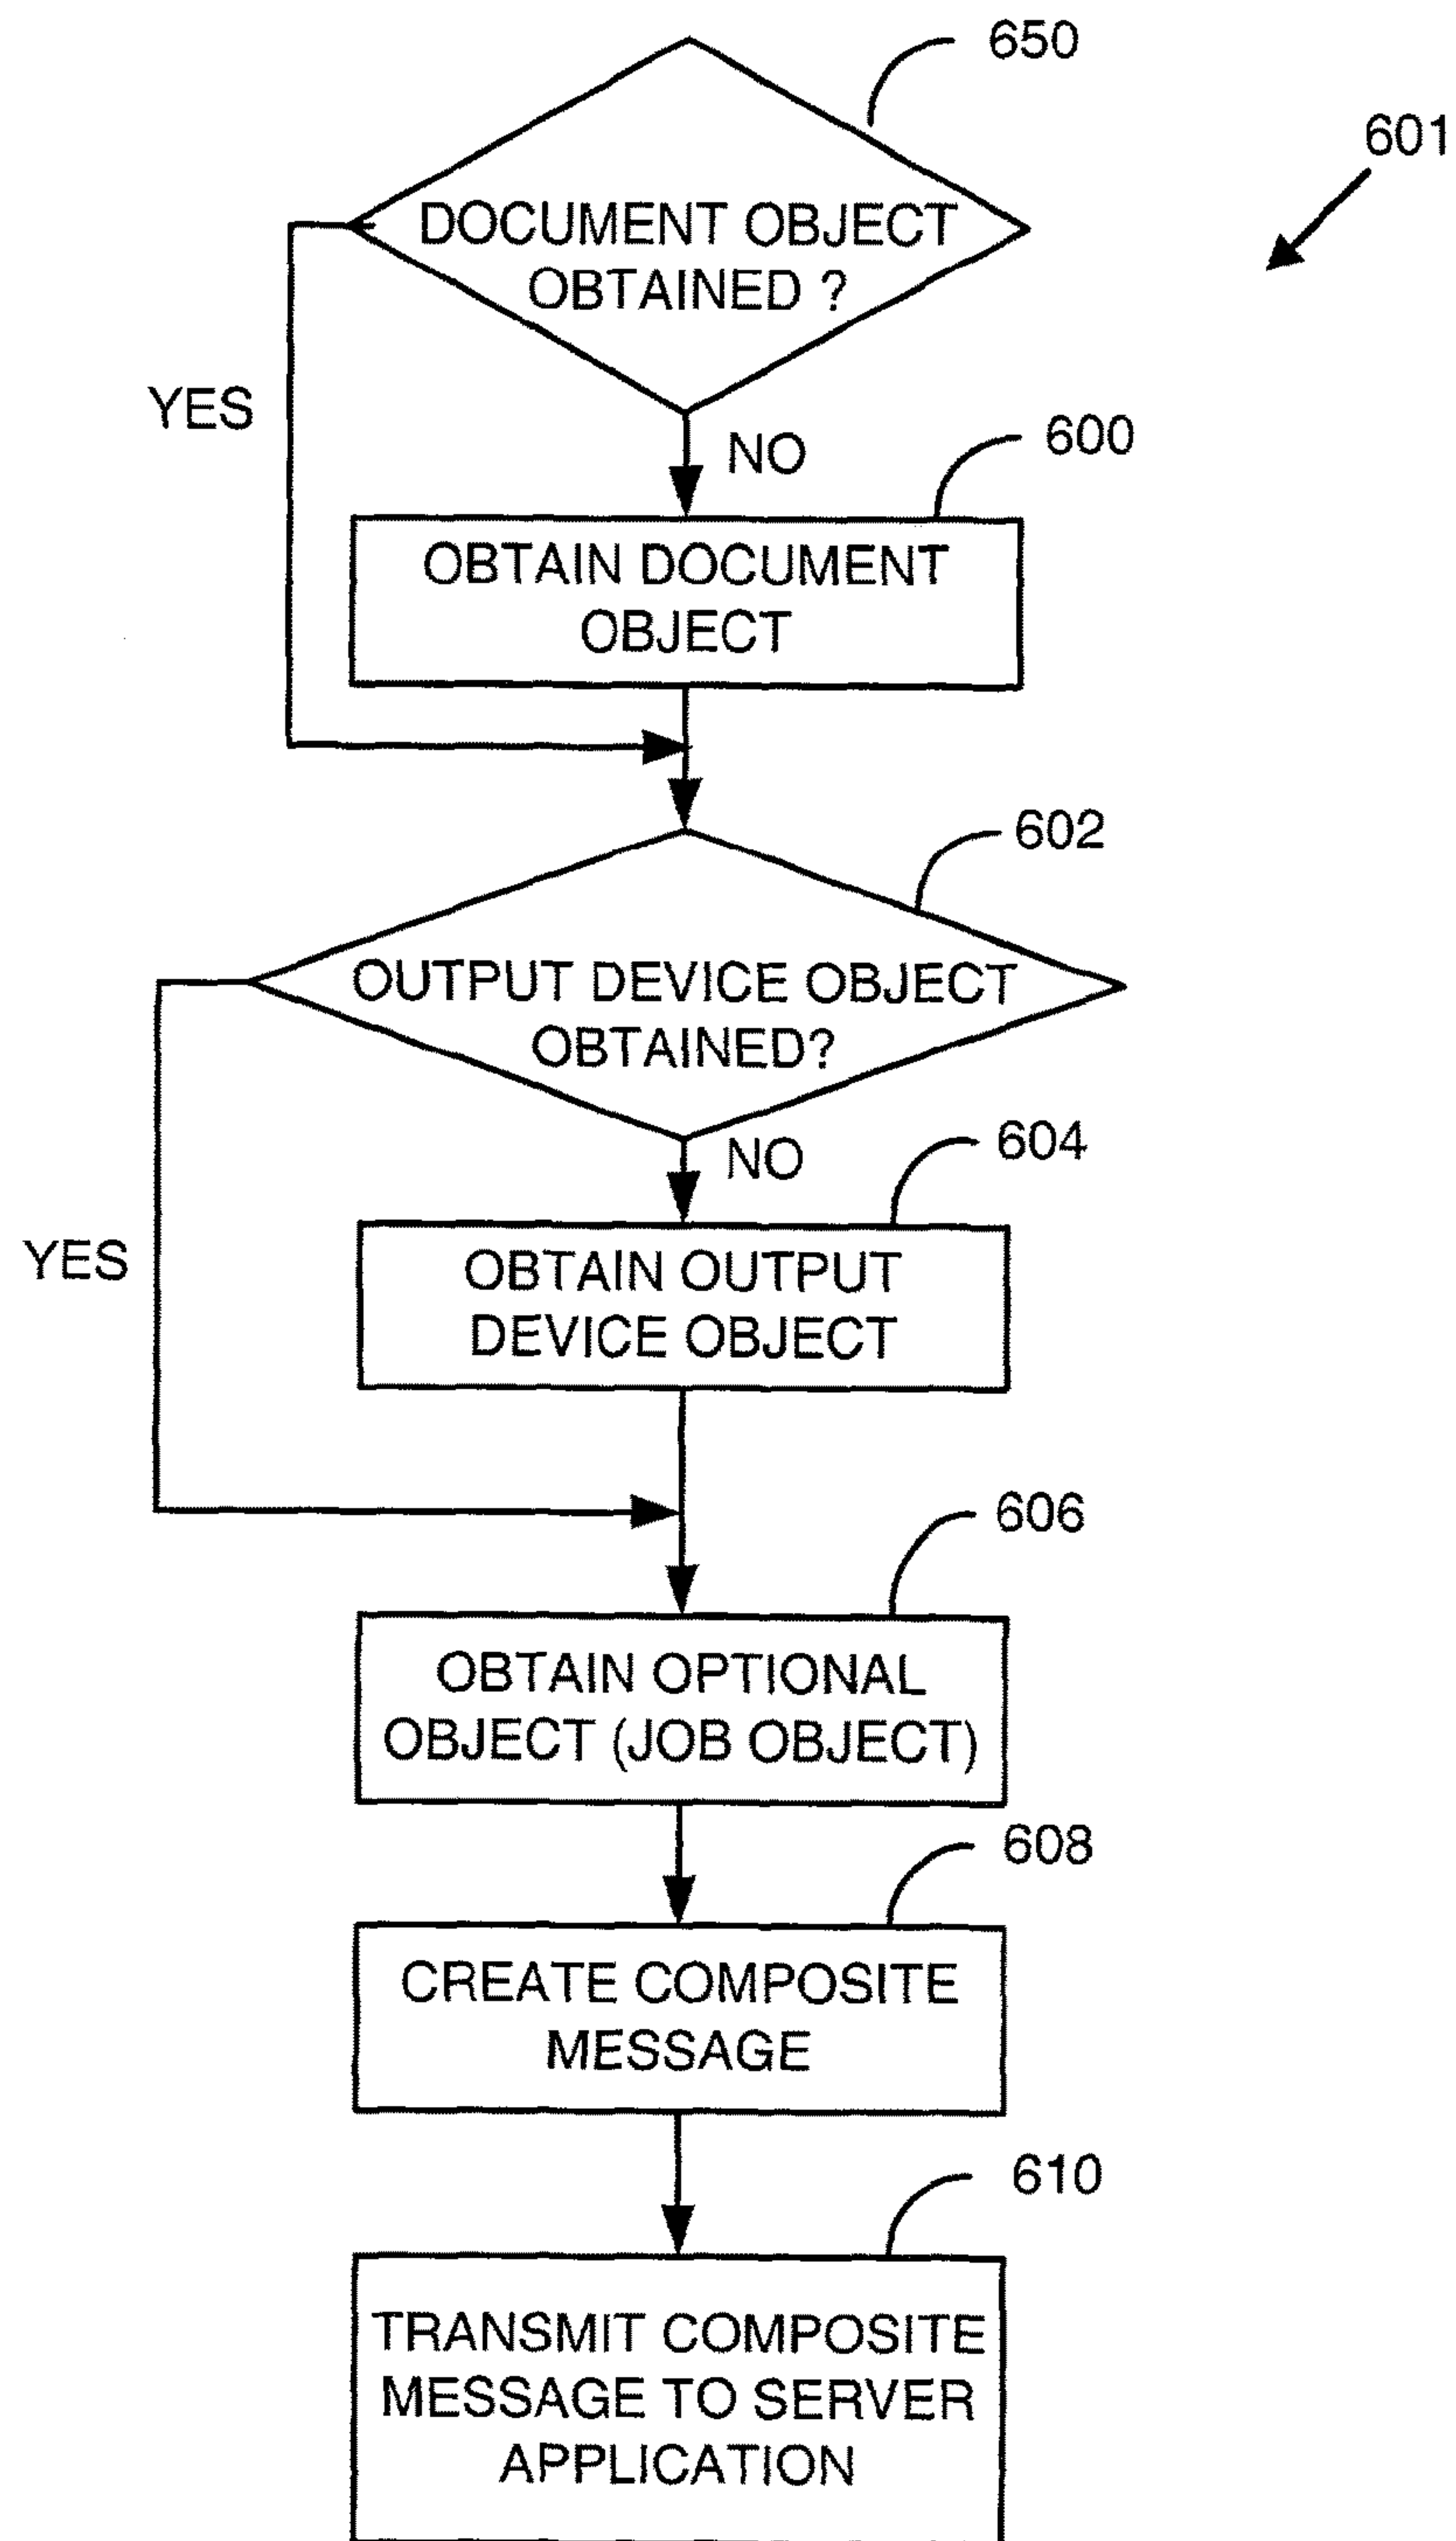 650
601
DOCUMENT OBJECT
OBTAINED ?
YES
NO
600
OBTAIN DOCUMENT
OBJECT
602
OUTPUT DEVICE OBJECT
OBTAINED?
NO
604
YES
OBTAIN OUTPUT
DEVICE OBJECT
606
OBTAIN OPTIONAL
OBJECT (JOB OBJECT)
608
CREATE COMPOSITE
MESSAGE
610
TRANSMIT COMPOSITE
MESSAGE TO SERVER
APPLICATION